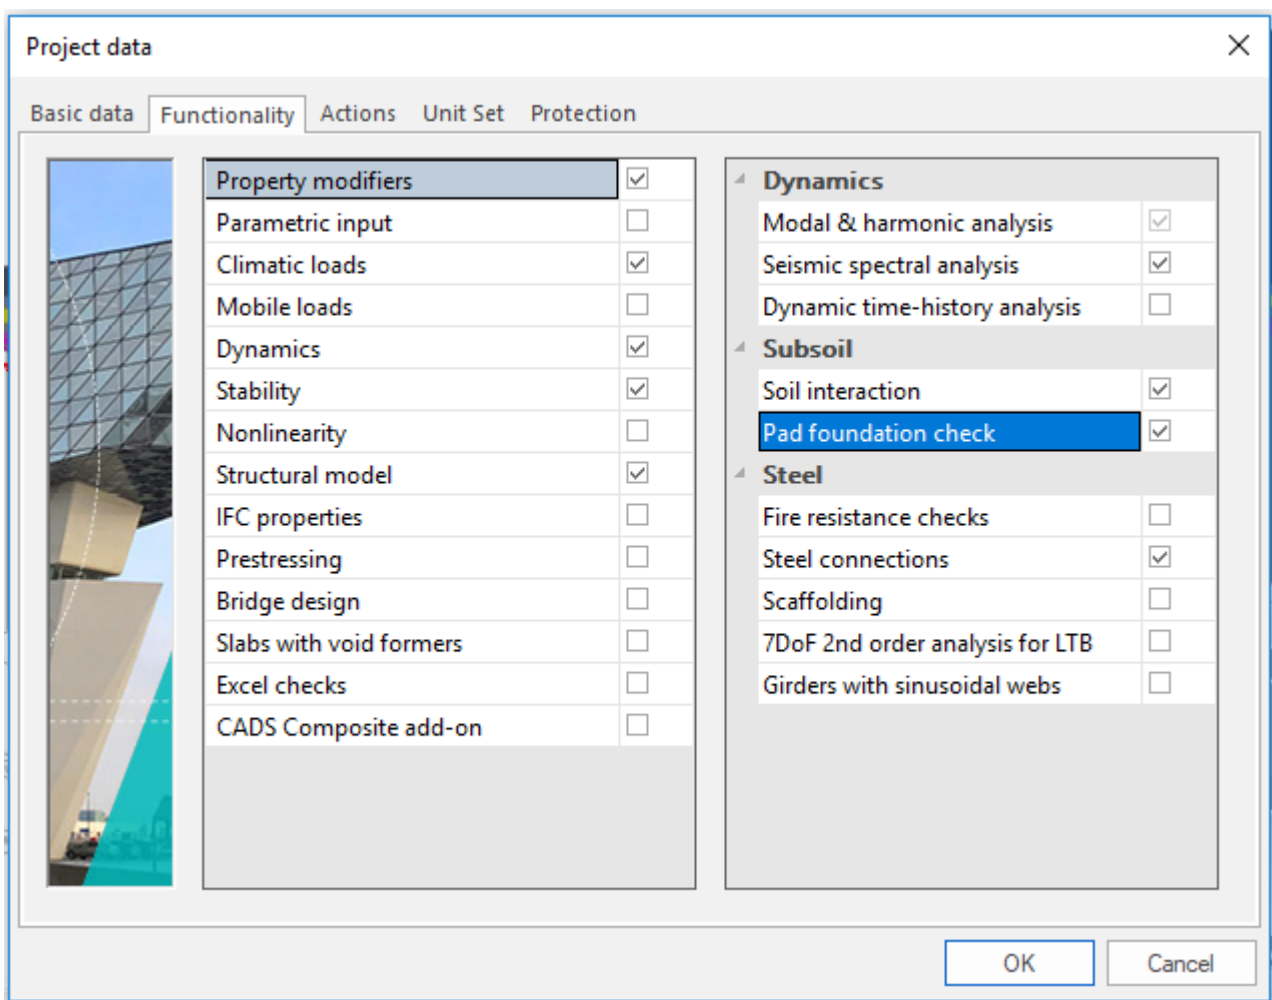 Project data
Basic data Functionality Actions Unit Set Protection
Property modifiers
Parametric input
Climatic loads
Mobile loads
Dynamics
Stability
Nonlinearity
Structural model
IFC properties
Prestressing
Bridge design
Slabs with void formers
Excel checks
CADS Composite add-on
Dynamics
Modal & harmonic analysis
Seismic spectral analysis
Dynamic time-history analysis
Subsoil
Soil interaction
Pad foundation check
Steel
Fire resistance checks
Steel connections
Scaffolding
7DoF 2nd order analysis for LTB
Girders with sinusoidal webs
OK Cancel